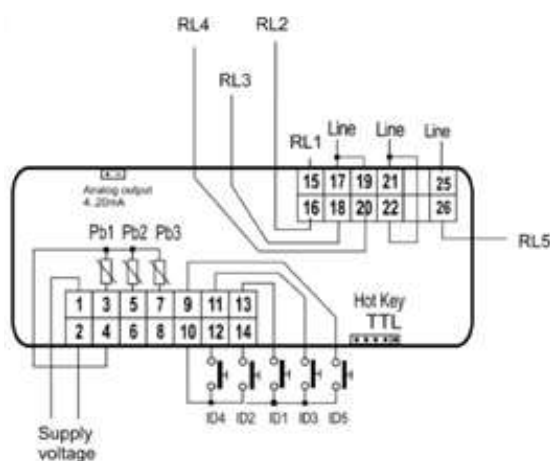 RL4 RL2
RL3
RL1 Line Line Line
15 17 19 21 25
16 18 20 22 26
RL5
Analog output
4..20mA
Pb1 Pb2 Pb3
1 3 5 7 9 11 13
2 4 6 8 10 12 14
Hot Key
TTL
ID4 ID2 ID1 ID3 ID5
Supply
voltage